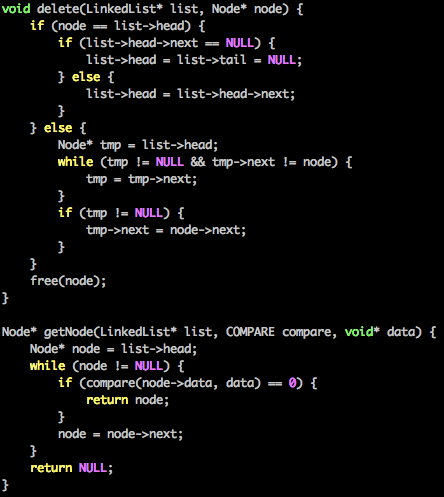 void delete(LinkedList* list, Node* node) {
    if (node == list->head) {
        if (list->head->next == NULL) {
            list->head = list->tail = NULL;
        } else {
            list->head = list->head->next;
        }
    } else {
        Node* tmp = list->head;
        while (tmp != NULL && tmp->next != node) {
            tmp = tmp->next;
        }
        if (tmp != NULL) {
            tmp->next = node->next;
        }
    }
    free(node);
}

Node* getNode(LinkedList* list, COMPARE compare, void* data) {
    Node* node = list->head;
    while (node != NULL) {
        if (compare(node->data, data) == 0) {
            return node;
        }
        node = node->next;
    }
    return NULL;
}